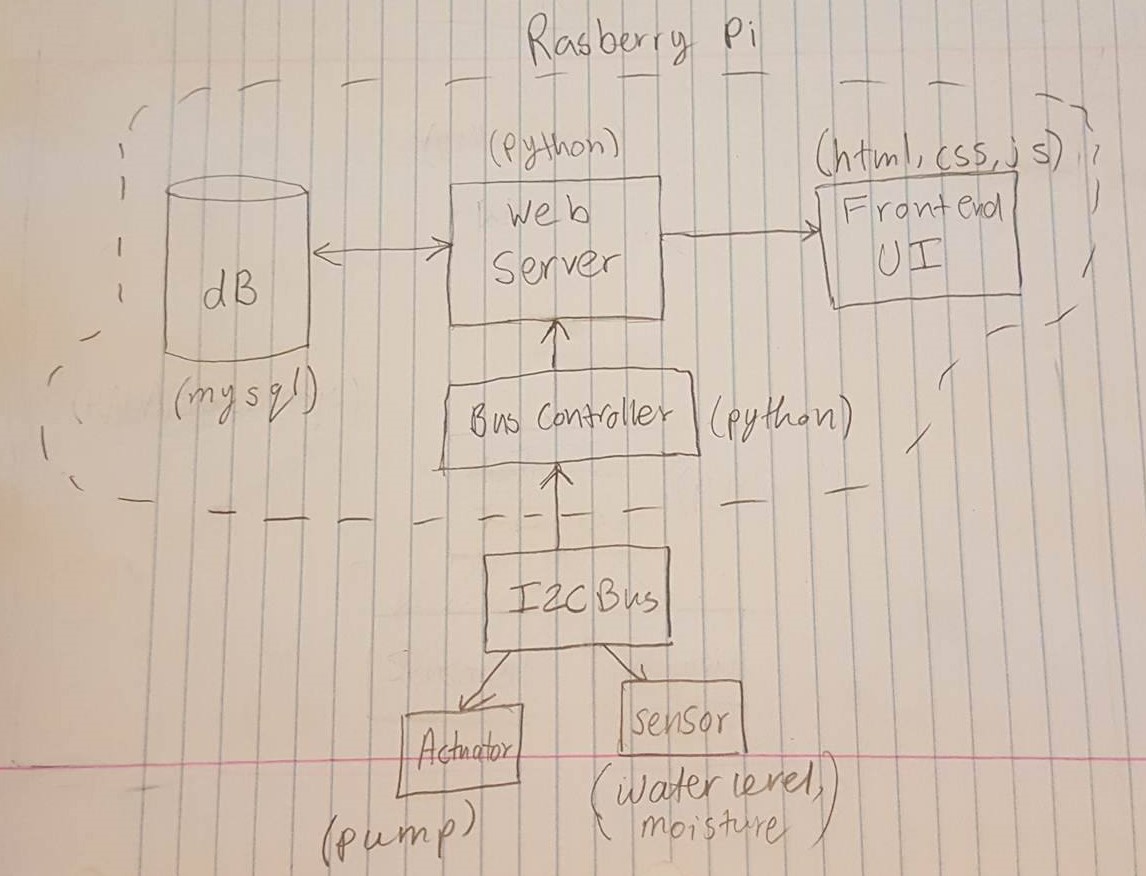 Rasberry Pi
(python)
(html, css, js)
Web
Server
Frontend
UI
dB
(mysql)
Bus Controller
(python)
I2C Bus
Actuator
(pump)
Sensor
(water level,
moisture)